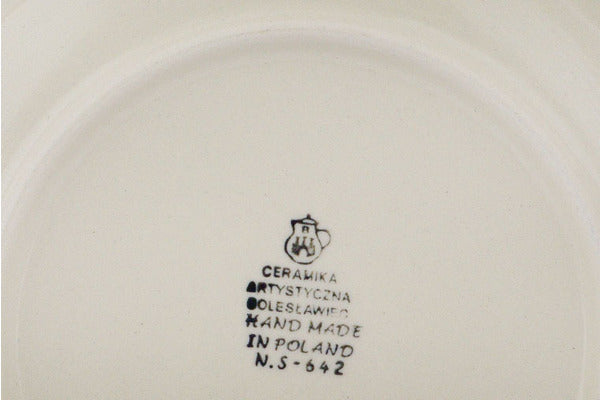 B
CERAMIKA
ARTYSTYCZNA
BOLESŁAWIEC
HAND MADE
IN POLAND
N.S-642